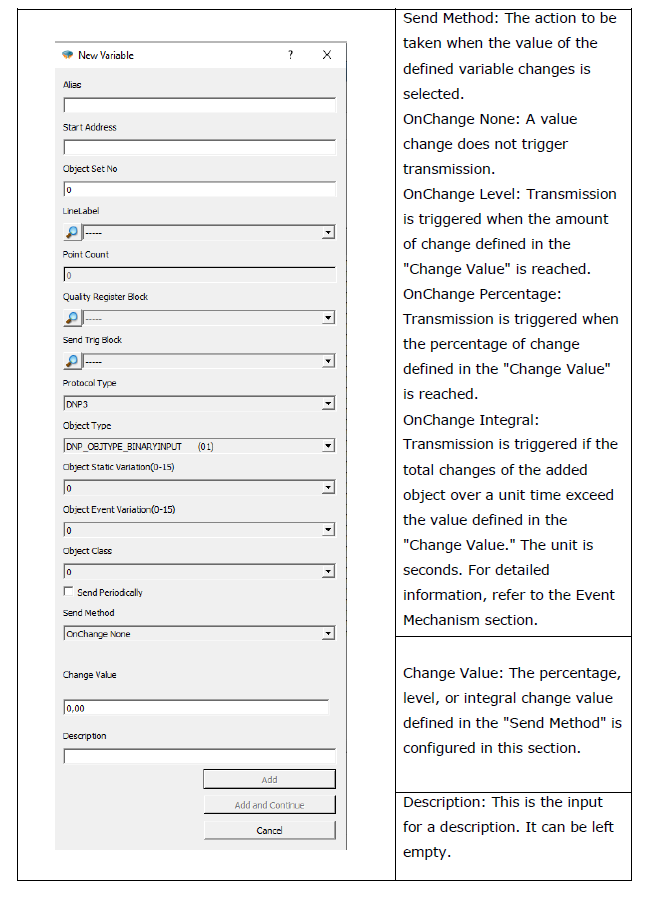 New Variable ? X
Alias
Start Address
Object Set No
0
LineLabel
-----
Point Count
0
Quality Register Block
-----
Send Trig Block
-----
Protocol Type
DNP3
Object Type
DNP_OBJTYPE_BINARYINPUT (01)
Object Static Variation(0-15)
0
Object Event Variation(0-15)
0
Object Class
0
Send Periodically
Send Method
OnChange None
Change Value
0,00
Description
Add
Add and Continue
Cancel
Send Method: The action to be
taken when the value of the
defined variable changes is
selected.
OnChange None: A value
change does not trigger
transmission.
OnChange Level: Transmission
is triggered when the amount
of change defined in the
"Change Value" is reached.
OnChange Percentage:
Transmission is triggered when
the percentage of change
defined in the "Change Value"
is reached.
OnChange Integral:
Transmission is triggered if the
total changes of the added
object over a unit time exceed
the value defined in the
"Change Value." The unit is
seconds. For detailed
information, refer to the Event
Mechanism section.
Change Value: The percentage,
level, or integral change value
defined in the "Send Method" is
configured in this section.
Description: This is the input
for a description. It can be left
empty.